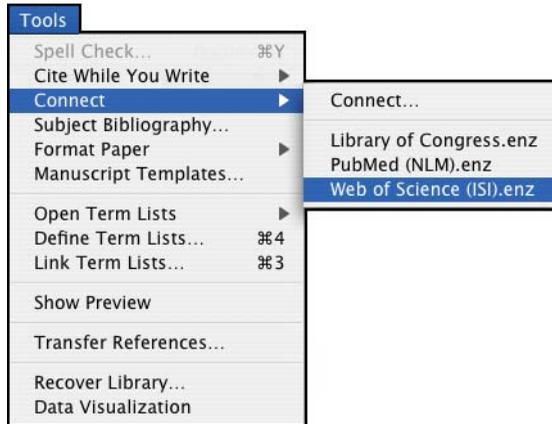 Tools
Spell Check... ⌘Y
Cite While You Write ▶
Connect ▶
Subject Bibliography...
Format Paper ▶
Manuscript Templates...
Open Term Lists ▶
Define Term Lists... ⌘4
Link Term Lists... ⌘3
Show Preview
Transfer References...
Recover Library...
Data Visualization
Connect...
Library of Congress.enz
PubMed (NLM).enz
Web of Science (ISI).enz